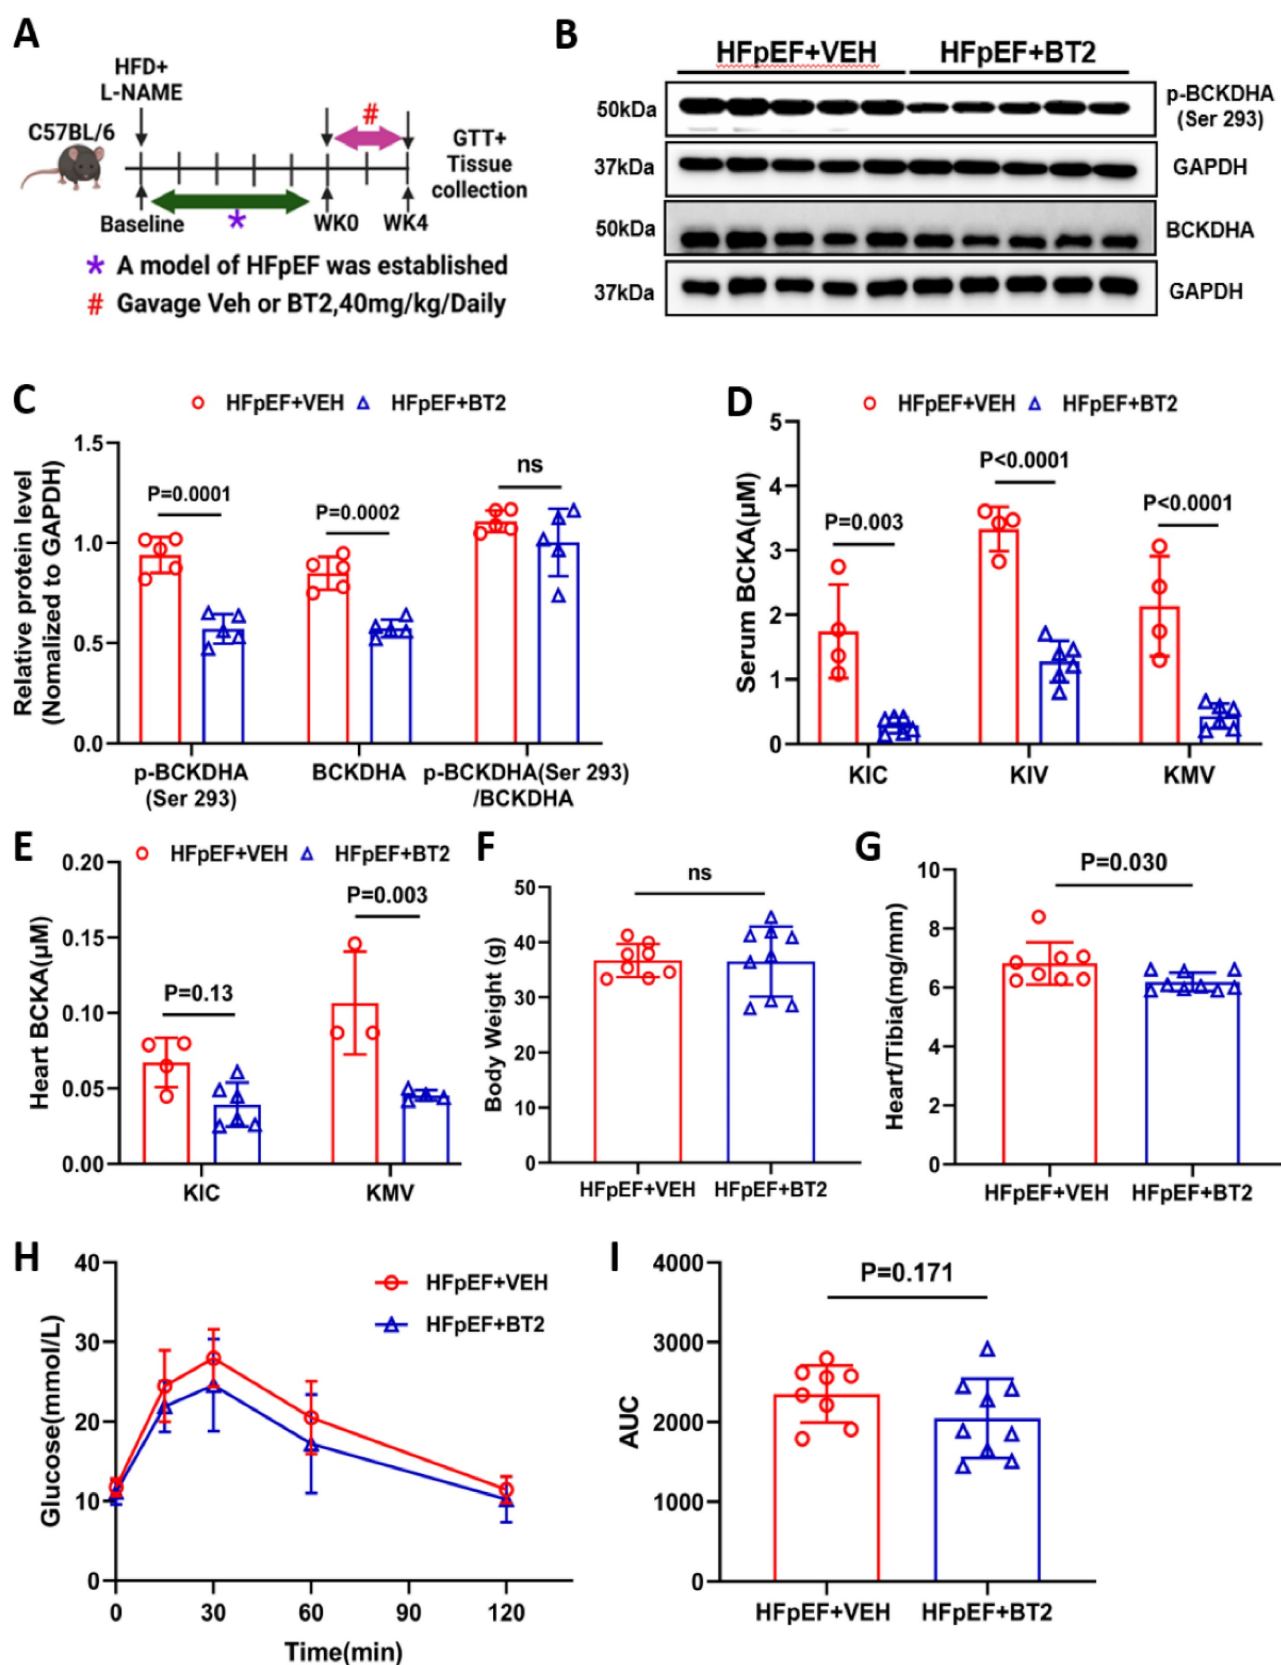 A
HFD+
L-NAME
C57BL/6
#
GTT+
Tissue
collection
Baseline
*
WK0
WK4
* A model of HFpEF was established
# Gavage Veh or BT2,40mg/kg/Daily
B
HFpEF+VEH HFpEF+BT2
50kDa
p-BCKDHA
(Ser 293)
37kDa
GAPDH
50kDa
BCKDHA
37kDa
GAPDH
C
HFpEF+VEH HFpEF+BT2
Relative protein level
(Nomalized to GAPDH)
1.5
1.0
0.5
0.0
P=0.0001
P=0.0002
ns
p-BCKDHA
(Ser 293)
BCKDHA
p-BCKDHA(Ser 293)
/BCKDHA
D
HFpEF+VEH HFpEF+BT2
Serum BCKA(μM)
5
4
3
2
1
0
P=0.003
P<0.0001
P<0.0001
KIC KIV KMV
E
HFpEF+VEH HFpEF+BT2
Heart BCKA(μM)
0.20
0.15
0.10
0.05
0.00
P=0.13
P=0.003
KIC KMV
F
Body Weight (g)
50
40
30
20
10
0
ns
HFpEF+VEH HFpEF+BT2
G
Heart/Tibia(mg/mm)
10
8
6
4
2
0
P=0.030
HFpEF+VEH HFpEF+BT2
H
Glucose(mmol/L)
40
30
20
10
0
HFpEF+VEH
HFpEF+BT2
0 30 60 90 120
Time(min)
I
AUC
4000
3000
2000
1000
0
P=0.171
HFpEF+VEH HFpEF+BT2